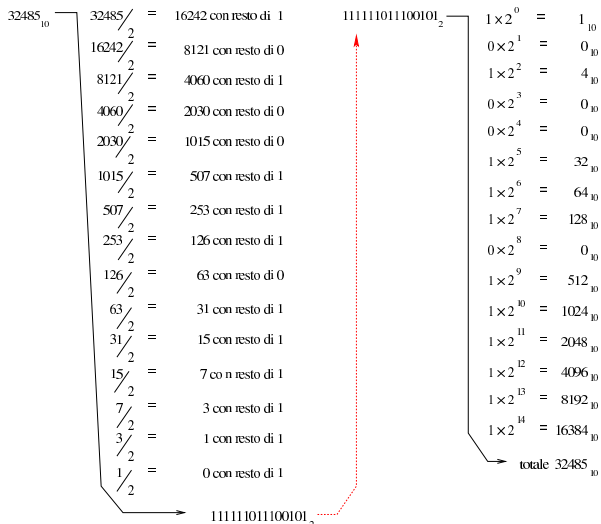 32485₁₀
32485/2 = 16242 con resto di 1
16242/2 = 8121 con resto di 0
8121/2 = 4060 con resto di 1
4060/2 = 2030 con resto di 0
2030/2 = 1015 con resto di 0
1015/2 = 507 con resto di 1
507/2 = 253 con resto di 1
253/2 = 126 con resto di 1
126/2 = 63 con resto di 0
63/2 = 31 con resto di 1
31/2 = 15 con resto di 1
15/2 = 7 con resto di 1
7/2 = 3 con resto di 1
3/2 = 1 con resto di 1
1/2 = 0 con resto di 1
111111011100101₂
111111011100101₂
1×2⁰ = 1₁₀
0×2¹ = 0₁₀
1×2² = 4₁₀
0×2³ = 0₁₀
0×2⁴ = 0₁₀
1×2⁵ = 32₁₀
1×2⁶ = 64₁₀
1×2⁷ = 128₁₀
0×2⁸ = 0₁₀
1×2⁹ = 512₁₀
1×2¹⁰ = 1024₁₀
1×2¹¹ = 2048₁₀
1×2¹² = 4096₁₀
1×2¹³ = 8192₁₀
1×2¹⁴ = 16384₁₀
totale 32485₁₀